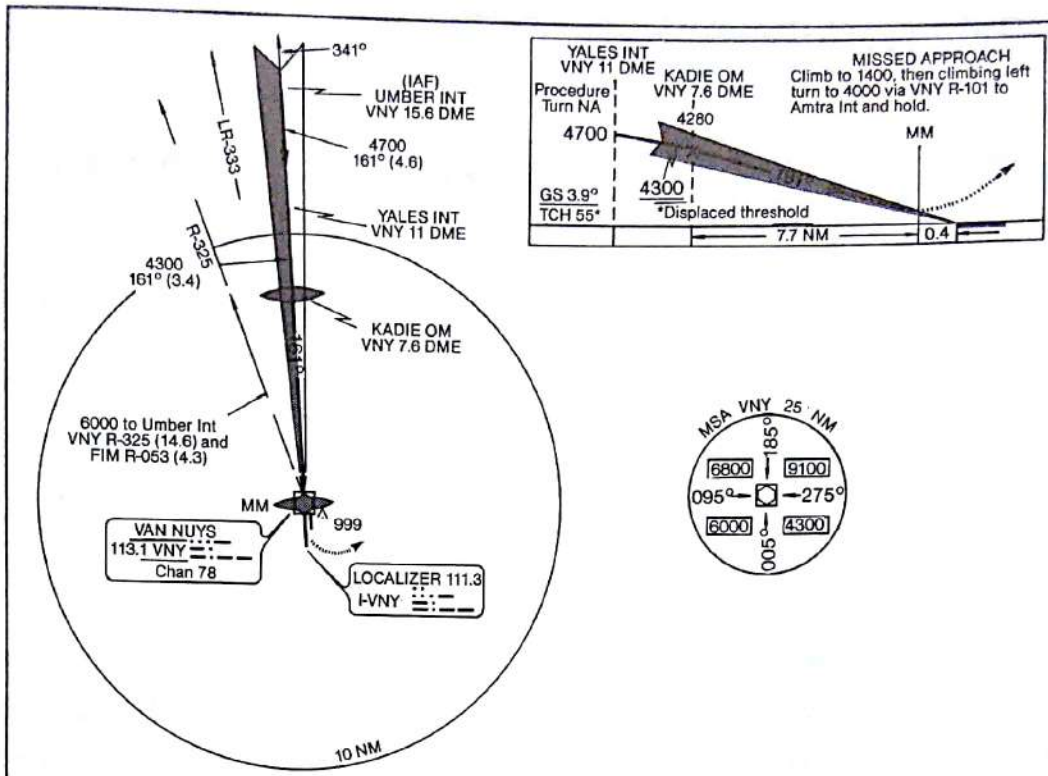 341°
(IAF)
UMBER INT
VNY 15.6 DME
4700
161° (4.6)
LR-333
YALES INT
VNY 11 DME
R-325
4300
161° (3.4)
KADIE OM
VNY 7.6 DME
161°
6000 to Umber Int
VNY R-325 (14.6) and
FIM R-053 (4.3)
MM
999
VAN NUYS
113.1 VNY
Chan 78
LOCALIZER 111.3
I-VNY
10 NM
YALES INT
VNY 11 DME
Procedure
Turn NA
4700
KADIE OM
VNY 7.6 DME
4280
MISSED APPROACH
Climb to 1400, then climbing left
turn to 4000 via VNY R-101 to
Amtra Int and hold.
MM
4300
GS 3.9°
TCH 55*
*Displaced threshold
7.7 NM
0.4
MSA VNY 25 NM
185°
6800
9100
095°
275°
6000
4300
005°